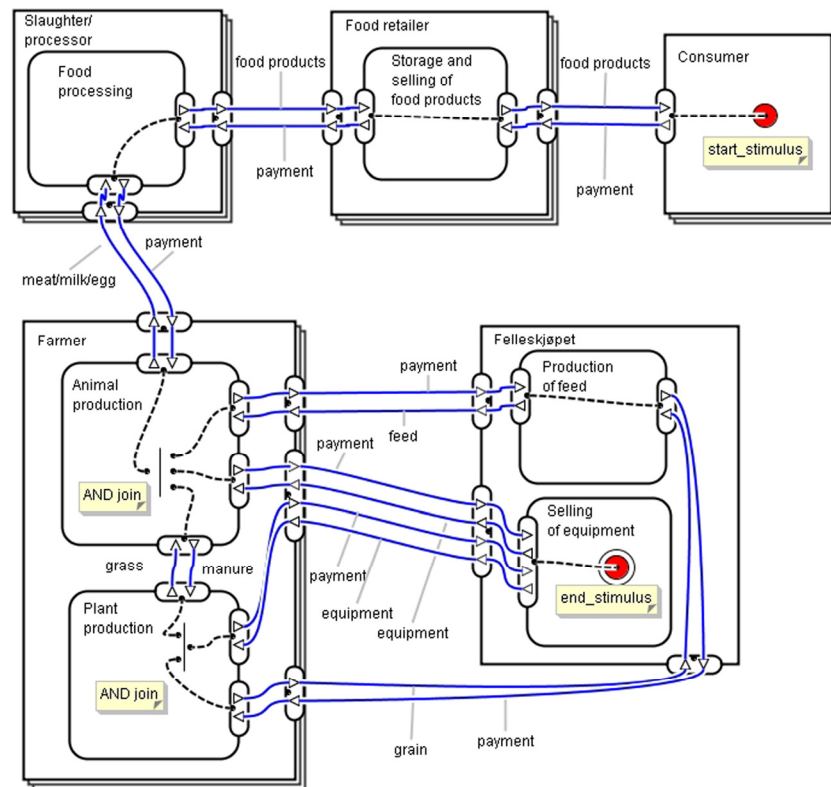 Slaughter/
processor
Food
processing
food products
payment
Food retailer
Storage and
selling of
food products
food products
payment
Consumer
start_stimulus
meat/milk/egg
payment
Farmer
Animal
production
AND join
grass
manure
Plant
production
AND join
payment
feed
payment
payment
equipment
equipment
grain
payment
Felleskjøpet
Production
of feed
Selling
of equipment
end_stimulus